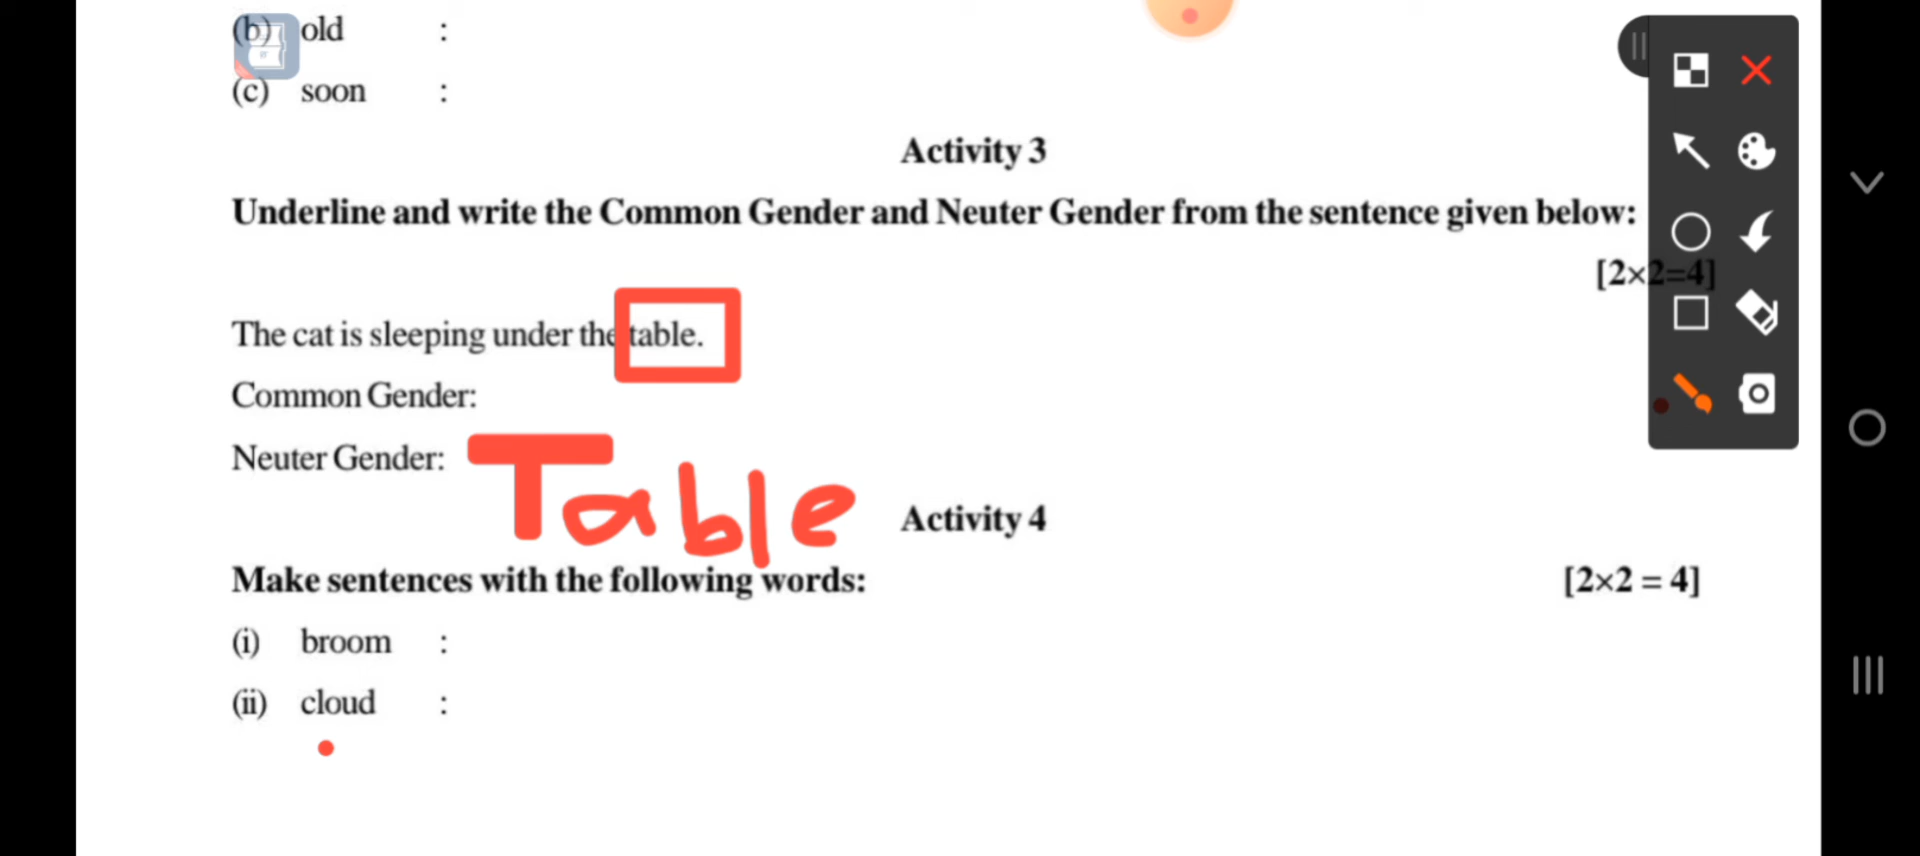 (b) old :
(c) soon :
Activity 3
Underline and write the Common Gender and Neuter Gender from the sentence given below:
[2×2=4]
The cat is sleeping under the table.
Common Gender:
Neuter Gender: Table
Activity 4
Make sentences with the following words: [2×2 = 4]
(i) broom :
(ii) cloud :